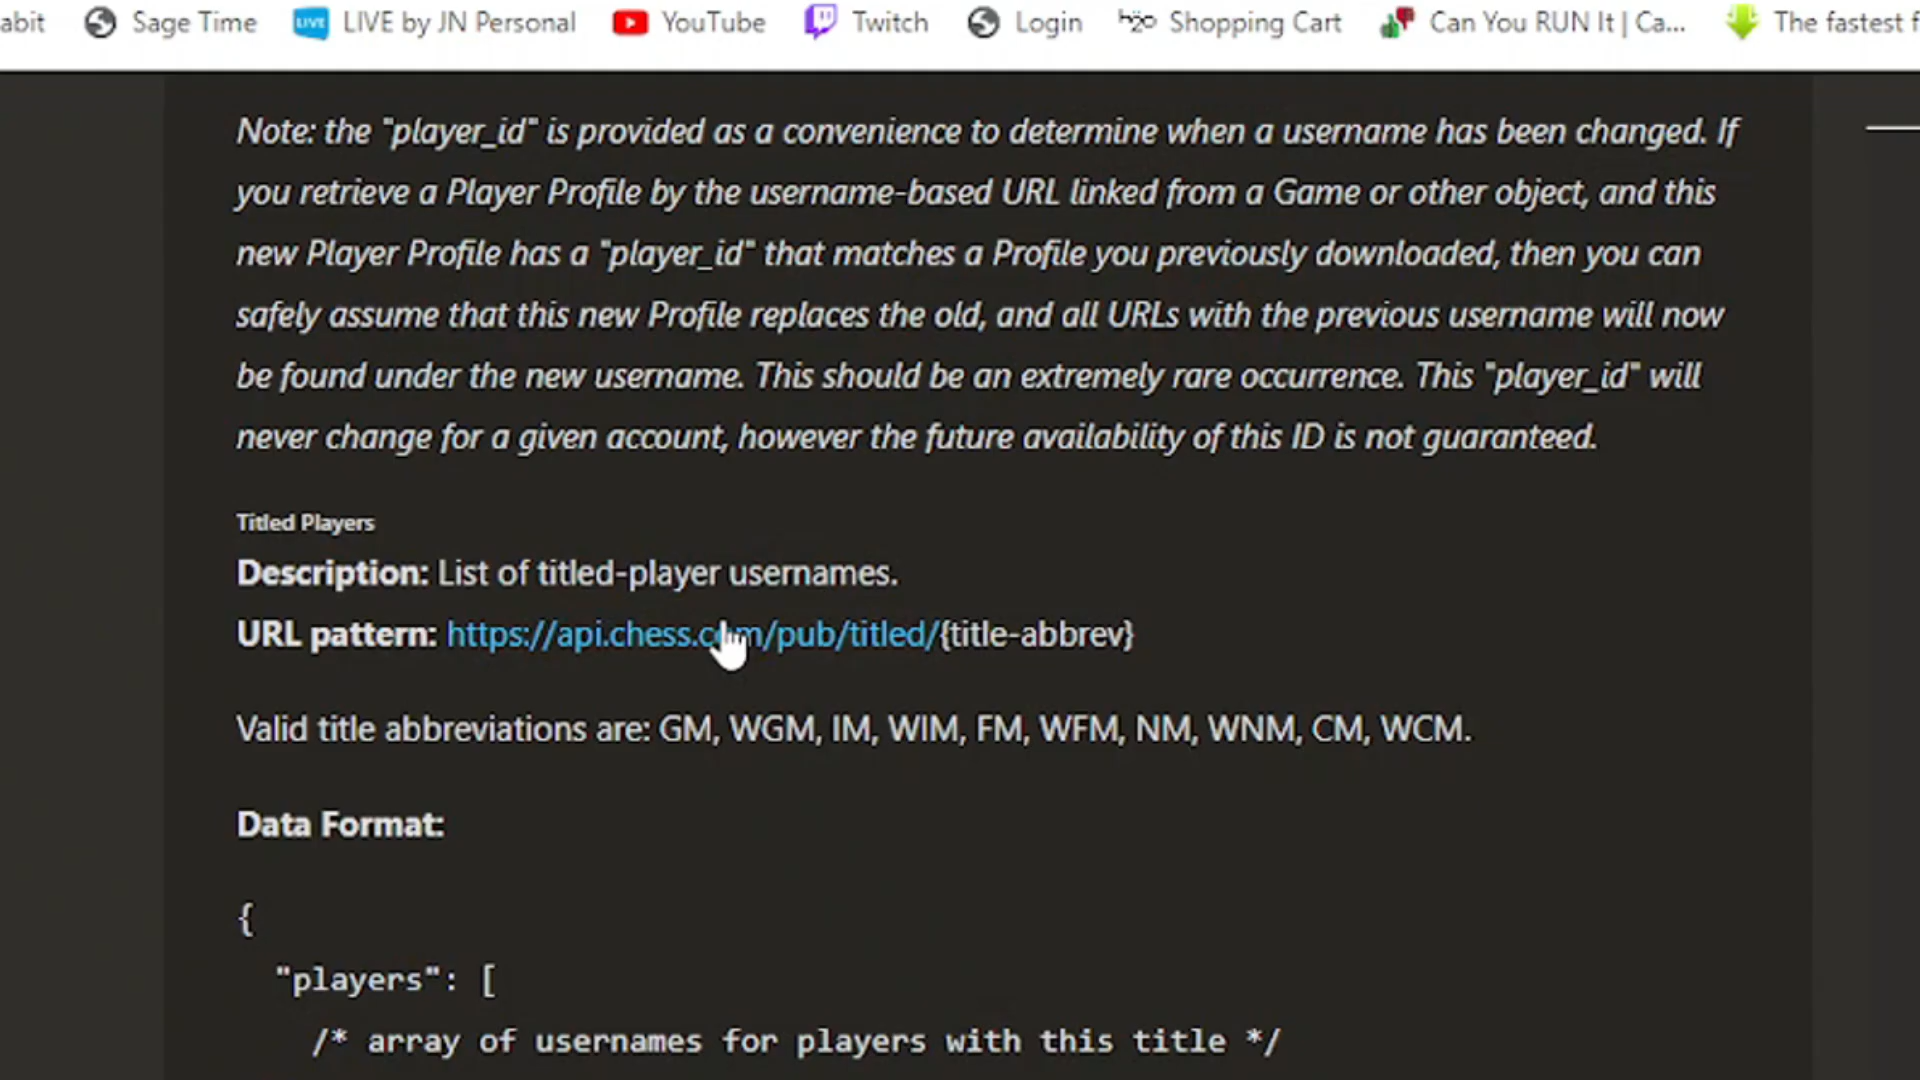 abit Sage Time LIVE LIVE by JN Personal YouTube Twitch Login h2o Shopping Cart Can You RUN It | Ca... The fastest f
Note: the "player_id" is provided as a convenience to determine when a username has been changed. If
you retrieve a Player Profile by the username-based URL linked from a Game or other object, and this
new Player Profile has a "player_id" that matches a Profile you previously downloaded, then you can
safely assume that this new Profile replaces the old, and all URLs with the previous username will now
be found under the new username. This should be an extremely rare occurrence. This "player_id" will
never change for a given account, however the future availability of this ID is not guaranteed.
Titled Players
Description: List of titled-player usernames.
URL pattern: https://api.chess.com/pub/titled/{title-abbrev}
Valid title abbreviations are: GM, WGM, IM, WIM, FM, WFM, NM, WNM, CM, WCM.
Data Format:
{
"players": [
/* array of usernames for players with this title */